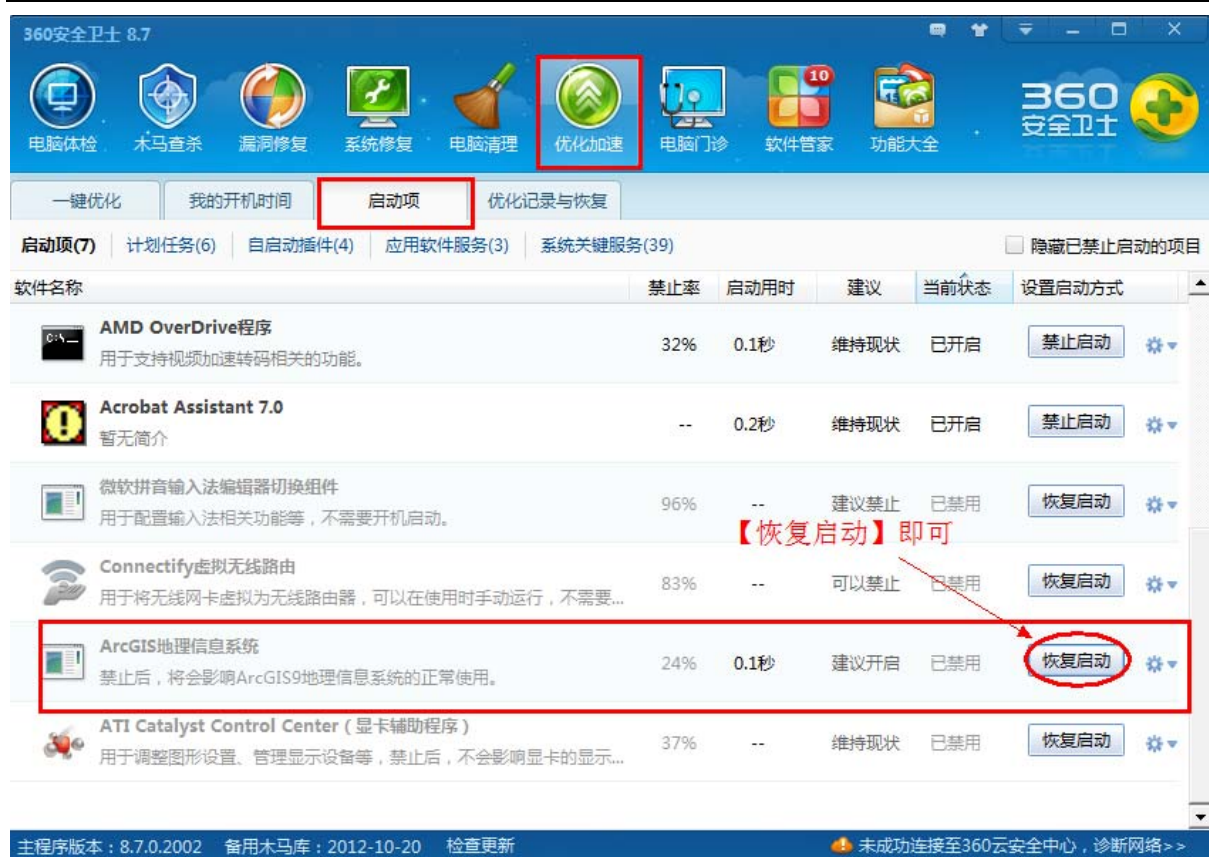 360安全卫士 8.7
电脑体检 木马查杀 漏洞修复 系统修复 电脑清理 优化加速 电脑门诊 软件管家 10 功能大全 360 安全卫士
一键优化 我的开机时间 启动项 优化记录与恢复
启动项(7) 计划任务(6) 自启动插件(4) 应用软件服务(3) 系统关键服务(39) 隐藏已禁止启动的项目
软件名称 禁止率 启动用时 建议 当前状态 设置启动方式
AMD OverDrive程序
用于支持视频加速转码相关的功能。
32% 0.1秒 维持现状 已开启 禁止启动
Acrobat Assistant 7.0
暂无简介
-- 0.2秒 维持现状 已开启 禁止启动
微软拼音输入法编辑器切换组件
用于配置输入法相关功能等，不需要开机启动。
96% -- 建议禁止 已禁用 恢复启动
【恢复启动】即可
Connectify虚拟无线路由
用于将无线网卡虚拟为无线路由器，可以在使用时手动运行，不需要...
83% -- 可以禁止 已禁用 恢复启动
ArcGIS地理信息系统
禁止后，将会影响ArcGIS9地理信息系统的正常使用。
24% 0.1秒 建议开启 已禁用 恢复启动
ATI Catalyst Control Center（显卡辅助程序）
用于调整图形设置、管理显示设备等，禁止后，不会影响显卡的显示...
37% -- 维持现状 已禁用 恢复启动
主程序版本：8.7.0.2002 备用木马库：2012-10-20 检查更新 未成功连接至360云安全中心，诊断网络>>